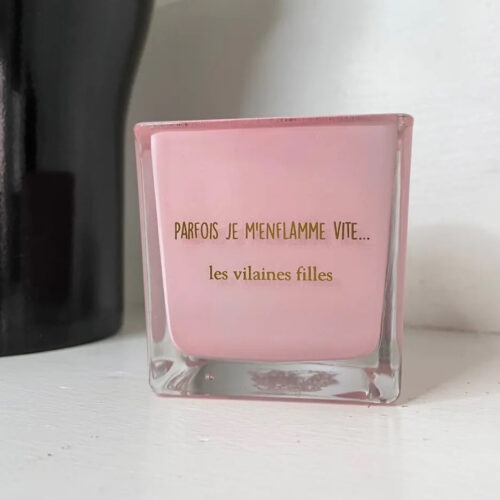 PARFOIS JE M'ENFLAMME VITE...
les vilaines filles